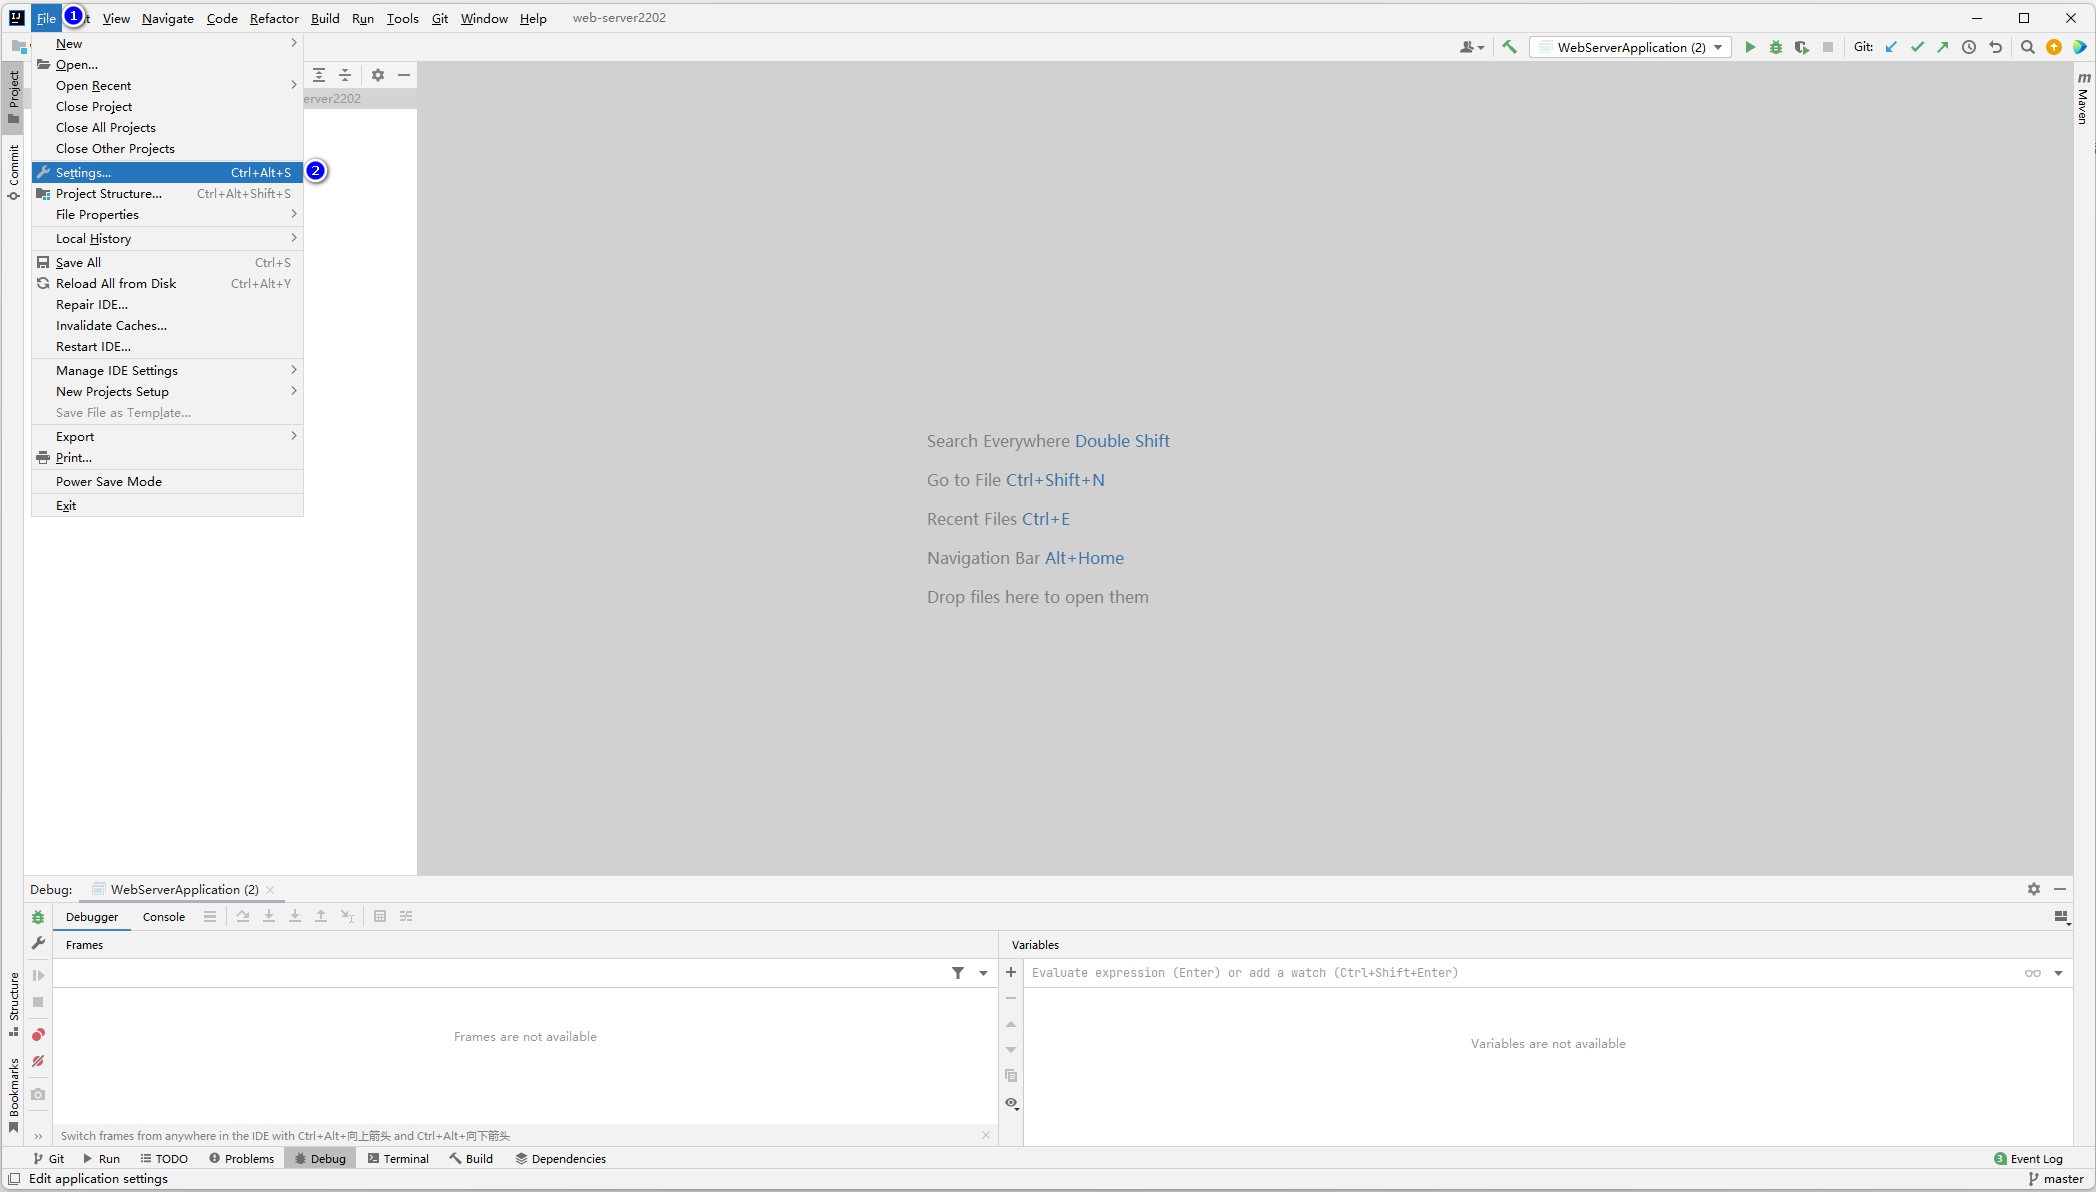 File 1 View Navigate Code Refactor Build Run Tools Git Window Help web-server2202
WebServerApplication (2) Git:
New
Open...
Open Recent
Close Project
Close All Projects
Close Other Projects
Settings... Ctrl+Alt+S 2
Project Structure... Ctrl+Alt+Shift+S
File Properties
Local History
Save All Ctrl+S
Reload All from Disk Ctrl+Alt+Y
Repair IDE...
Invalidate Caches...
Restart IDE...
Manage IDE Settings
New Projects Setup
Save File as Template...
Export
Print...
Power Save Mode
Exit
erver2202
Project
Commit
Structure
Bookmarks
m Maven
Search Everywhere Double Shift
Go to File Ctrl+Shift+N
Recent Files Ctrl+E
Navigation Bar Alt+Home
Drop files here to open them
Debug: WebServerApplication (2)
Debugger Console
Frames
Variables
Evaluate expression (Enter) or add a watch (Ctrl+Shift+Enter)
Frames are not available
Variables are not available
Switch frames from anywhere in the IDE with Ctrl+Alt+向上箭头 and Ctrl+Alt+向下箭头
Git Run TODO Problems Debug Terminal Build Dependencies 3 Event Log
Edit application settings master